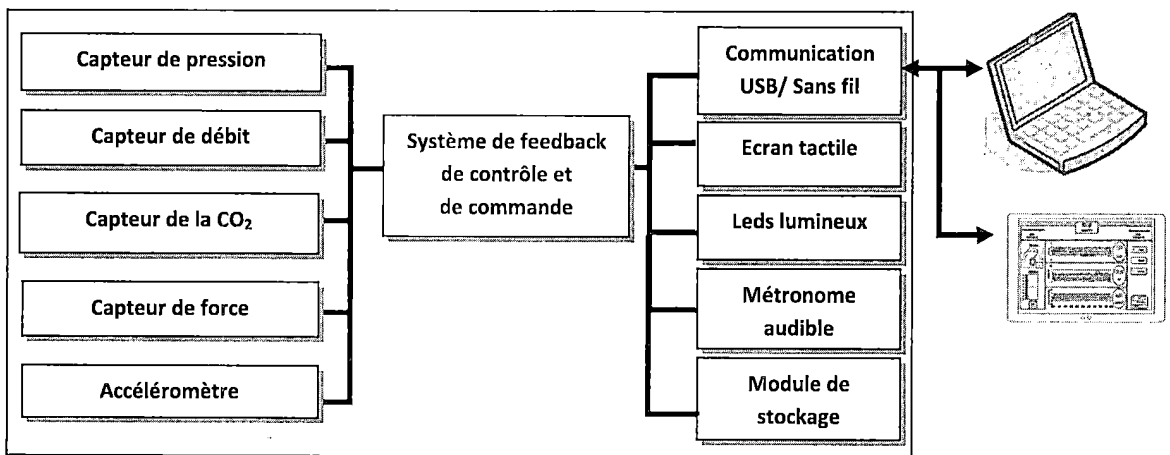 Capteur de pression
Capteur de débit
Capteur de la CO₂
Capteur de force
Accéléromètre
Système de feedback
de contrôle et
de commande
Communication
USB/ Sans fil
Ecran tactile
Leds lumineux
Métronome
audible
Module de
stockage